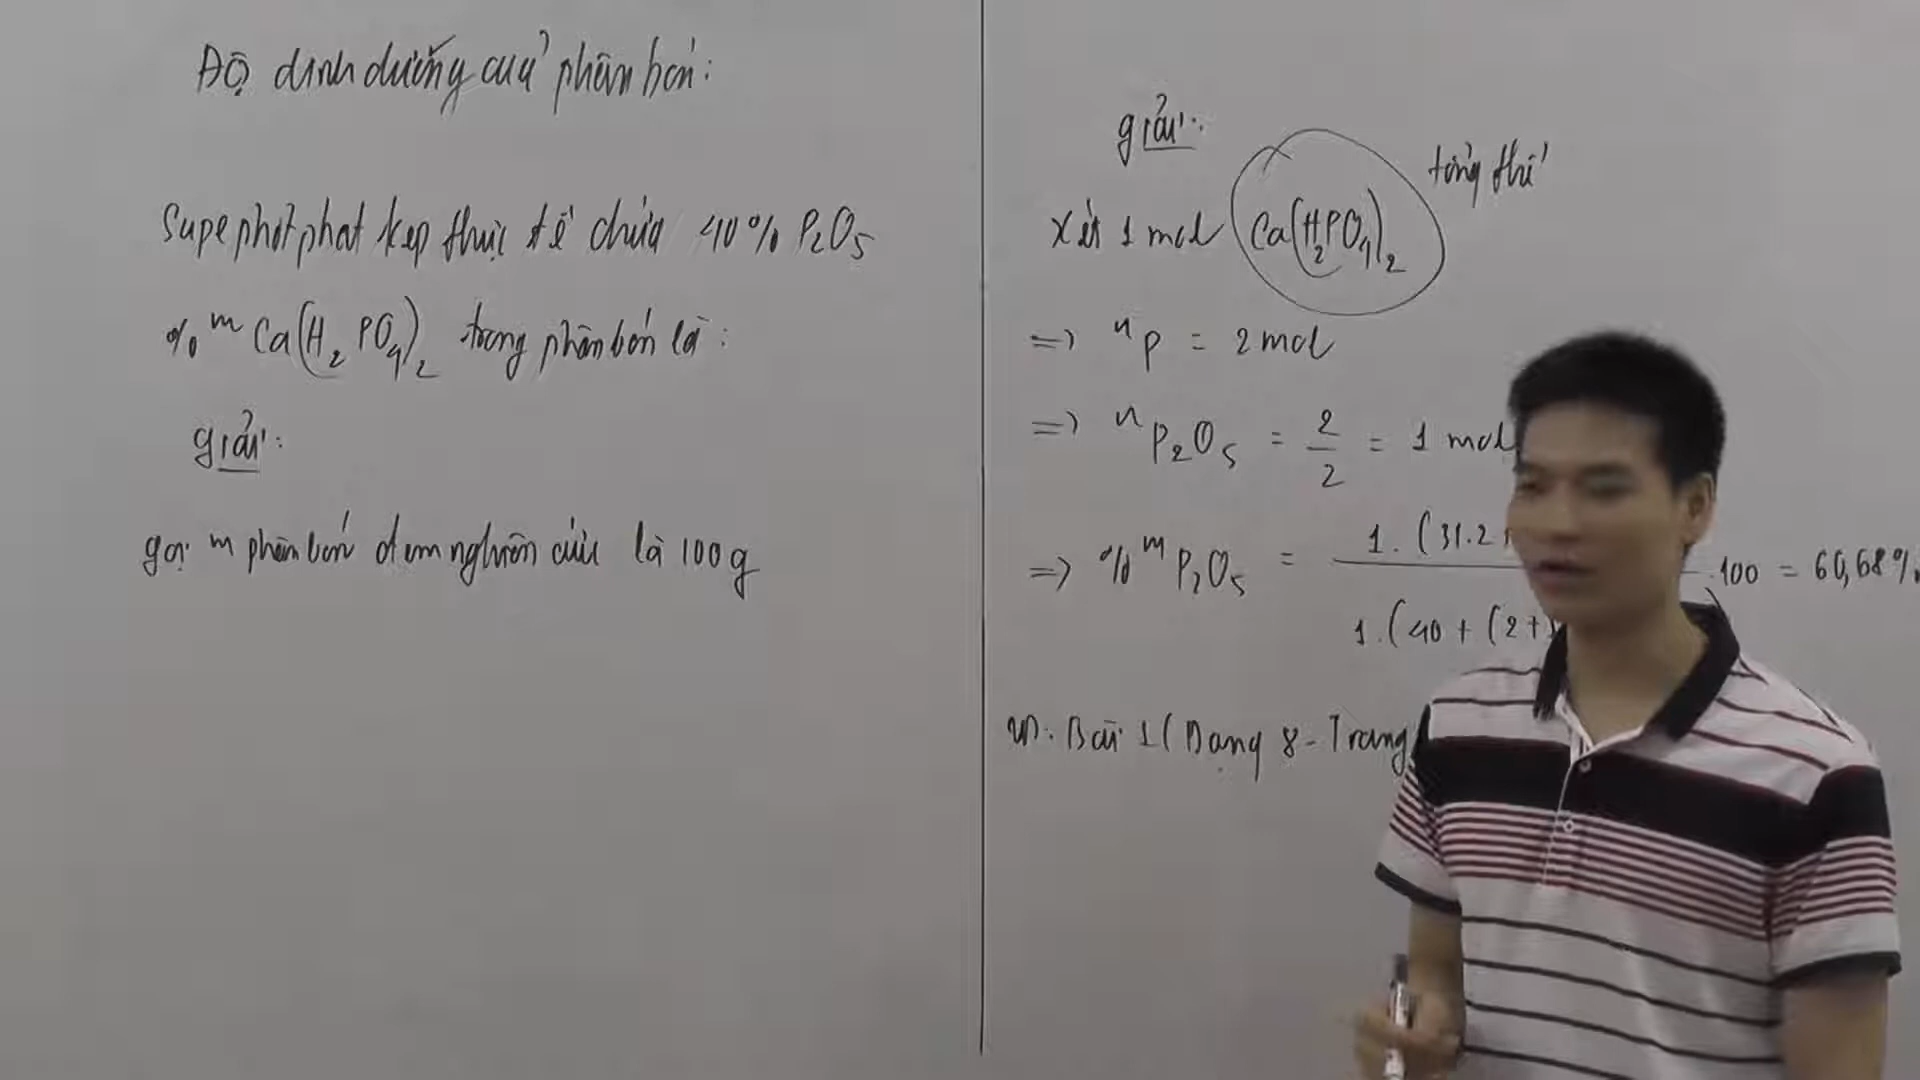 Độ dinh dưỡng của phân bón:
Supephotphat kép thực tế chứa 40% P₂O₅
%m Ca(H₂PO₄)₂ trong phân bón là:
giải:
gọi m phân bón đem nghiên cứu là 100g
giải:
xét 1 mol Ca(H₂PO₄)₂ tổng thể
=> nP = 2 mol
=> nP₂O₅ = 2/2 = 1 mol
=> %mP₂O₅ = 1.(31.2
.100 = 60,68%
1.(40 + (2+
Bài 1 (Dạng 8 - Trang